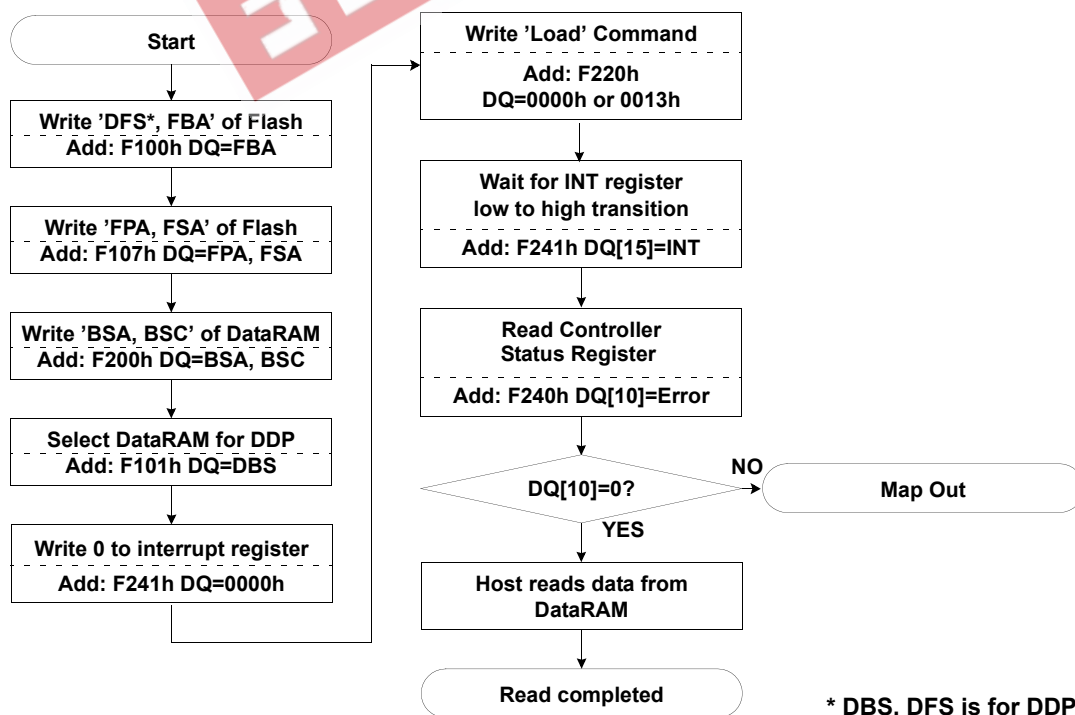 Start
Write 'DFS*, FBA' of Flash
Add: F100h DQ=FBA
Write 'FPA, FSA' of Flash
Add: F107h DQ=FPA, FSA
Write 'BSA, BSC' of DataRAM
Add: F200h DQ=BSA, BSC
Select DataRAM for DDP
Add: F101h DQ=DBS
Write 0 to interrupt register
Add: F241h DQ=0000h
Write 'Load' Command
Add: F220h
DQ=0000h or 0013h
Wait for INT register
low to high transition
Add: F241h DQ[15]=INT
Read Controller
Status Register
Add: F240h DQ[10]=Error
DQ[10]=0?
NO
Map Out
YES
Host reads data from
DataRAM
Read completed
* DBS, DFS is for DDP